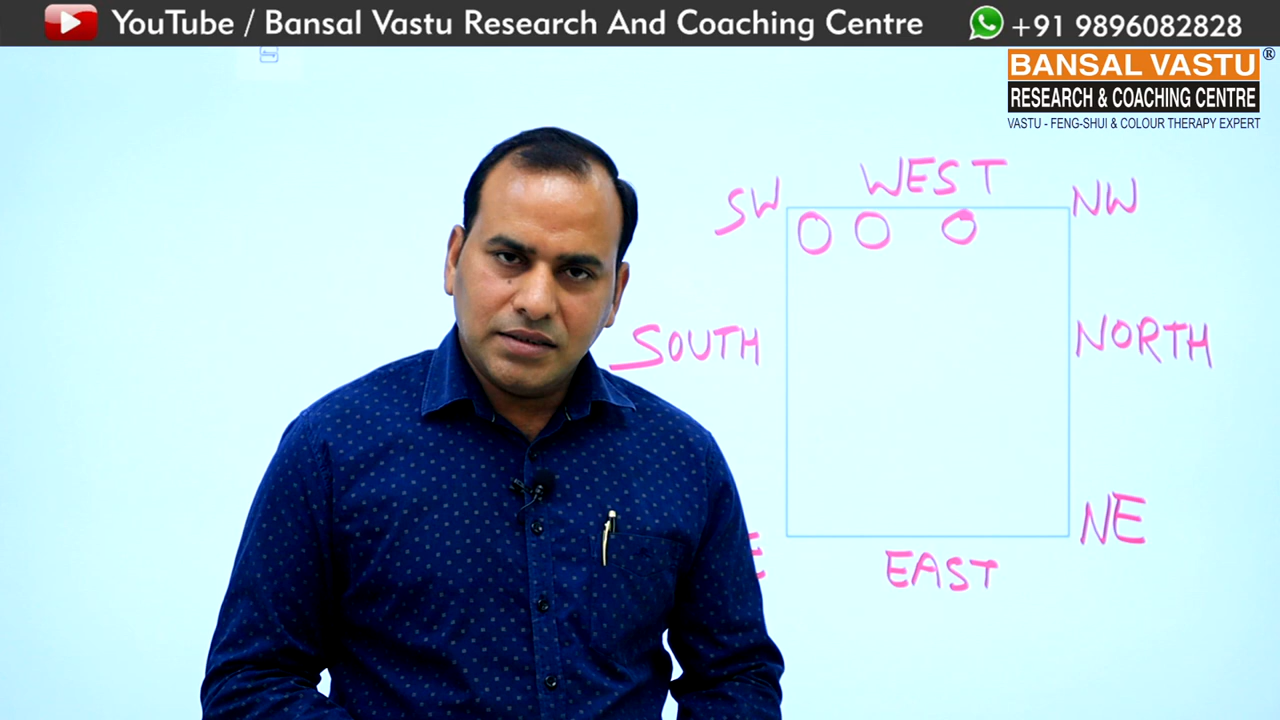 YouTube / Bansal Vastu Research And Coaching Centre
+91 9896082828
BANSAL VASTU ®
RESEARCH & COACHING CENTRE
VASTU - FENG-SHUI & COLOUR THERAPY EXPERT
WEST
SW
NW
SOUTH
NORTH
NE
E
EAST